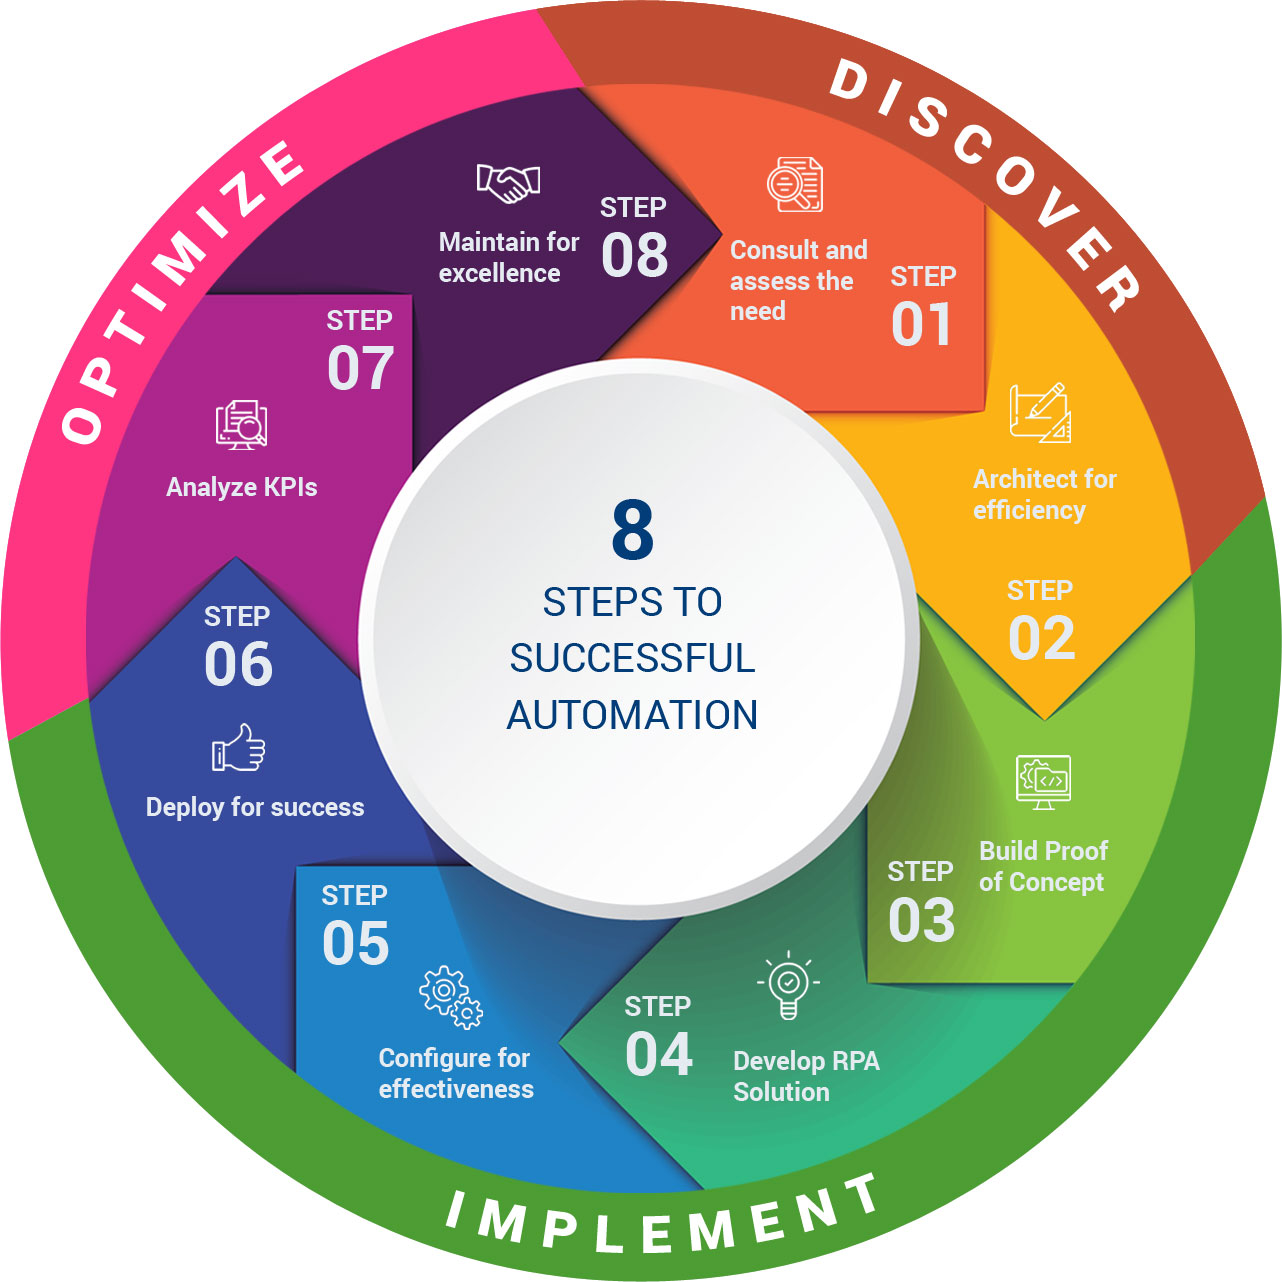 8
STEPS TO
SUCCESSFUL
AUTOMATION
DISCOVER
Consult and
assess the
need
STEP
01
Architect for
efficiency
STEP
02
IMPLEMENT
Build Proof
of Concept
STEP
03
Develop RPA
Solution
STEP
04
STEP
05
Configure for
effectiveness
STEP
06
Deploy for success
OPTIMIZE
STEP
07
Analyze KPIs
Maintain for
excellence
STEP
08